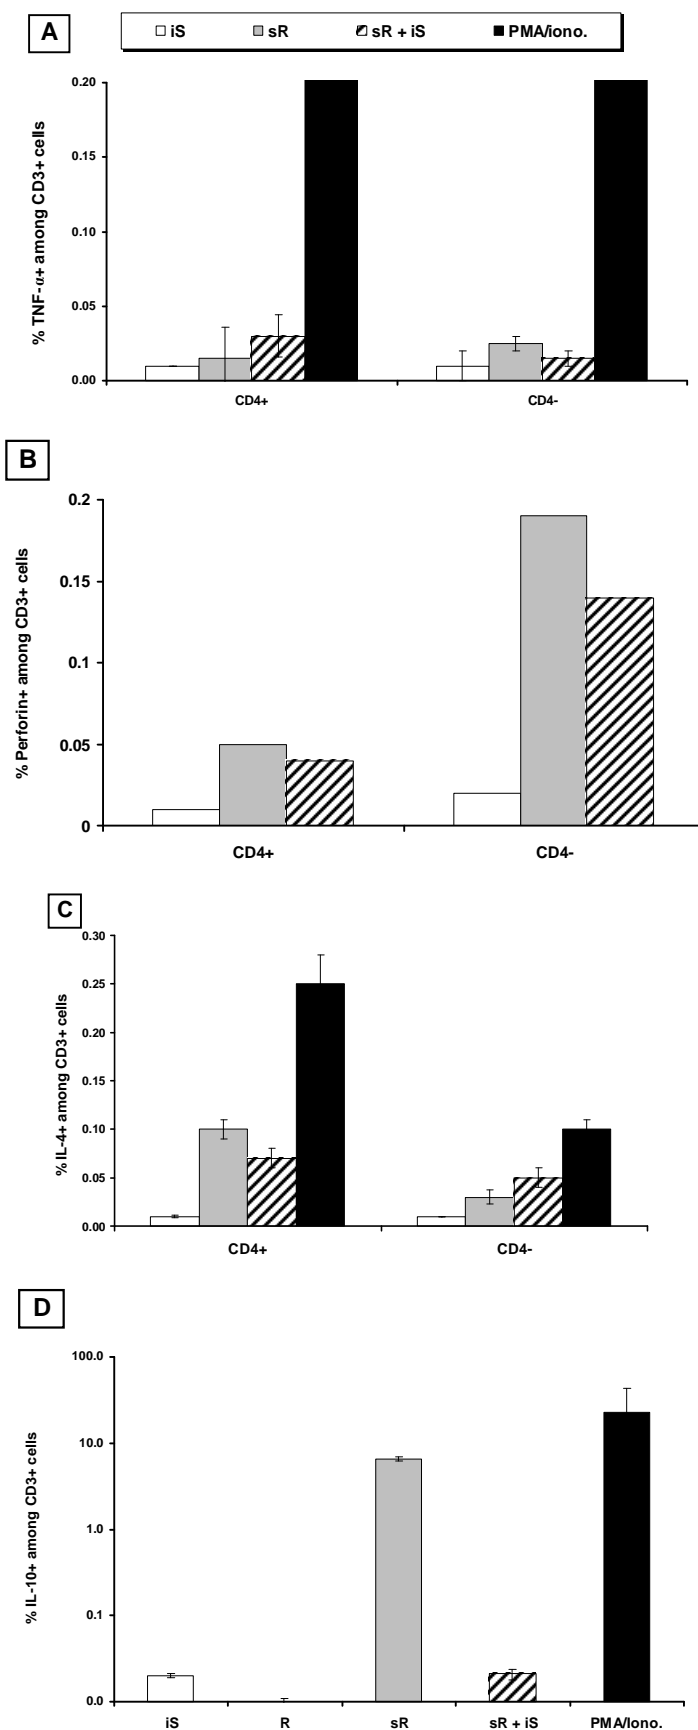 A
iS sR sR + iS PMA/iono.
% TNF-α+ among CD3+ cells
0.20
0.15
0.10
0.05
0.00
CD4+ CD4-
B
% Perforin+ among CD3+ cells
0.2
0.15
0.1
0.05
0
CD4+ CD4-
C
% IL-4+ among CD3+ cells
0.30
0.25
0.20
0.15
0.10
0.05
0.00
CD4+ CD4-
D
% IL-10+ among CD3+ cells
100.0
10.0
1.0
0.1
0.0
iS R sR sR + iS PMA/Iono.